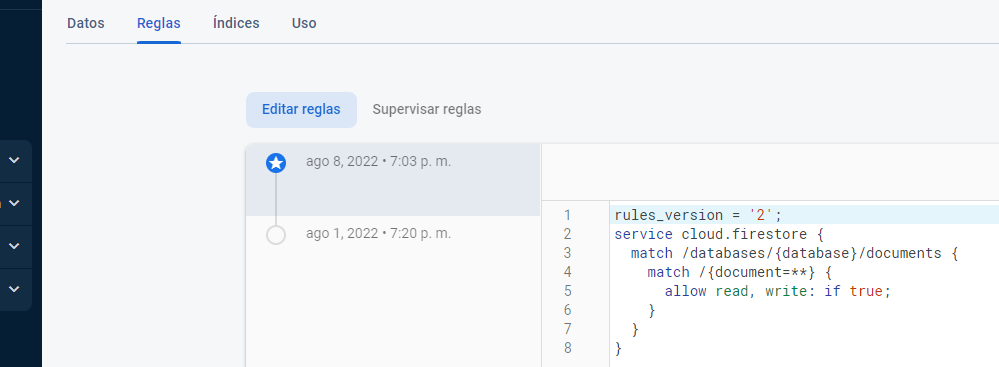 Datos Reglas Índices Uso
Editar reglas Supervisar reglas
ago 8, 2022 • 7:03 p. m.
ago 1, 2022 • 7:20 p. m.
1 rules_version = '2';
2 service cloud.firestore {
3 match /databases/{database}/documents {
4 match /{document=**} {
5 allow read, write: if true;
6 }
7 }
8 }